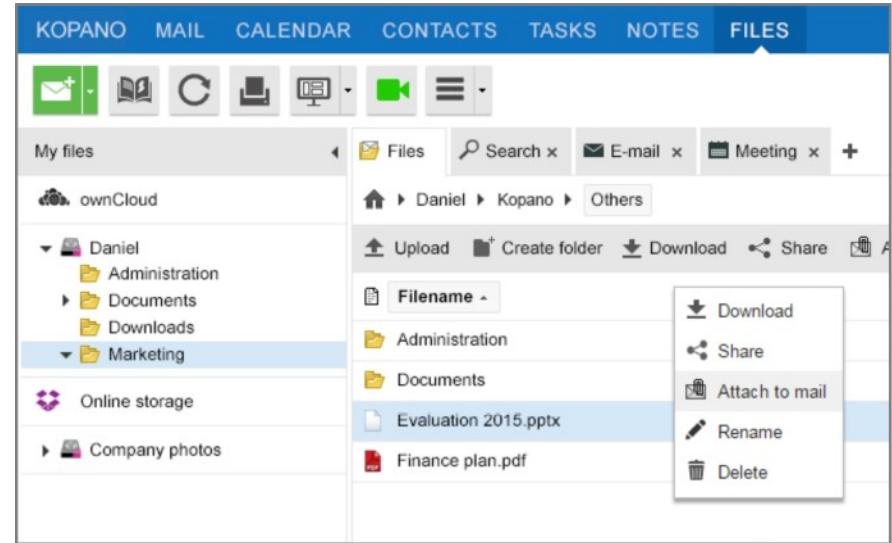 KOPANO MAIL CALENDAR CONTACTS TASKS NOTES FILES
My files
Files Search x E-mail x Meeting x +
ownCloud
Daniel Kopano Others
Daniel
Upload Create folder Download Share A
Administration
Documents
Downloads
Marketing
Online storage
Company photos
Filename
Administration
Documents
Evaluation 2015.pptx
Finance plan.pdf
Download
Share
Attach to mail
Rename
Delete